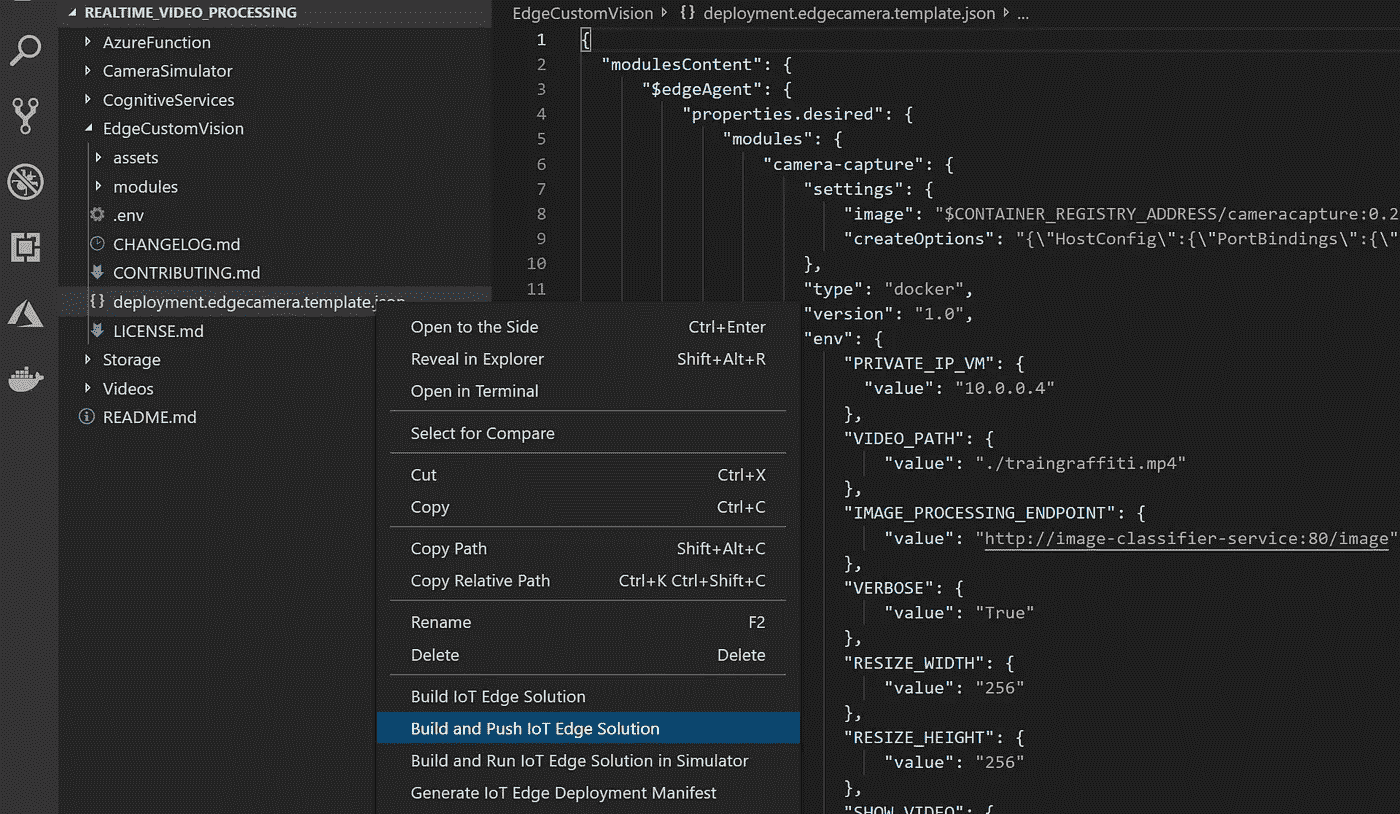 REALTIME_VIDEO_PROCESSING
AzureFunction
CameraSimulator
CognitiveServices
EdgeCustomVision
assets
modules
.env
CHANGELOG.md
CONTRIBUTING.md
{} deployment.edgecamera.template.json
LICENSE.md
Storage
Videos
README.md
Open to the Side Ctrl+Enter
Reveal in Explorer Shift+Alt+R
Open in Terminal
Select for Compare
Cut Ctrl+X
Copy Ctrl+C
Copy Path Shift+Alt+C
Copy Relative Path Ctrl+K Ctrl+Shift+C
Rename F2
Delete Delete
Build IoT Edge Solution
Build and Push IoT Edge Solution
Build and Run IoT Edge Solution in Simulator
Generate IoT Edge Deployment Manifest
EdgeCustomVision {} deployment.edgecamera.template.json ...
1 {
2 "modulesContent": {
3 "$edgeAgent": {
4 "properties.desired": {
5 "modules": {
6 "camera-capture": {
7 "settings": {
8 "image": "$CONTAINER_REGISTRY_ADDRESS/cameracapture:0.2
9 "createOptions": "{\"HostConfig\":{\"PortBindings\":{\"
10 },
11 "type": "docker",
"version": "1.0",
"env": {
"PRIVATE_IP_VM": {
"value": "10.0.0.4"
},
"VIDEO_PATH": {
"value": "./traingraffiti.mp4"
},
"IMAGE_PROCESSING_ENDPOINT": {
"value": "http://image-classifier-service:80/image"
},
"VERBOSE": {
"value": "True"
},
"RESIZE_WIDTH": {
"value": "256"
},
"RESIZE_HEIGHT": {
"value": "256"
},
"SHOW_VIDEO": {